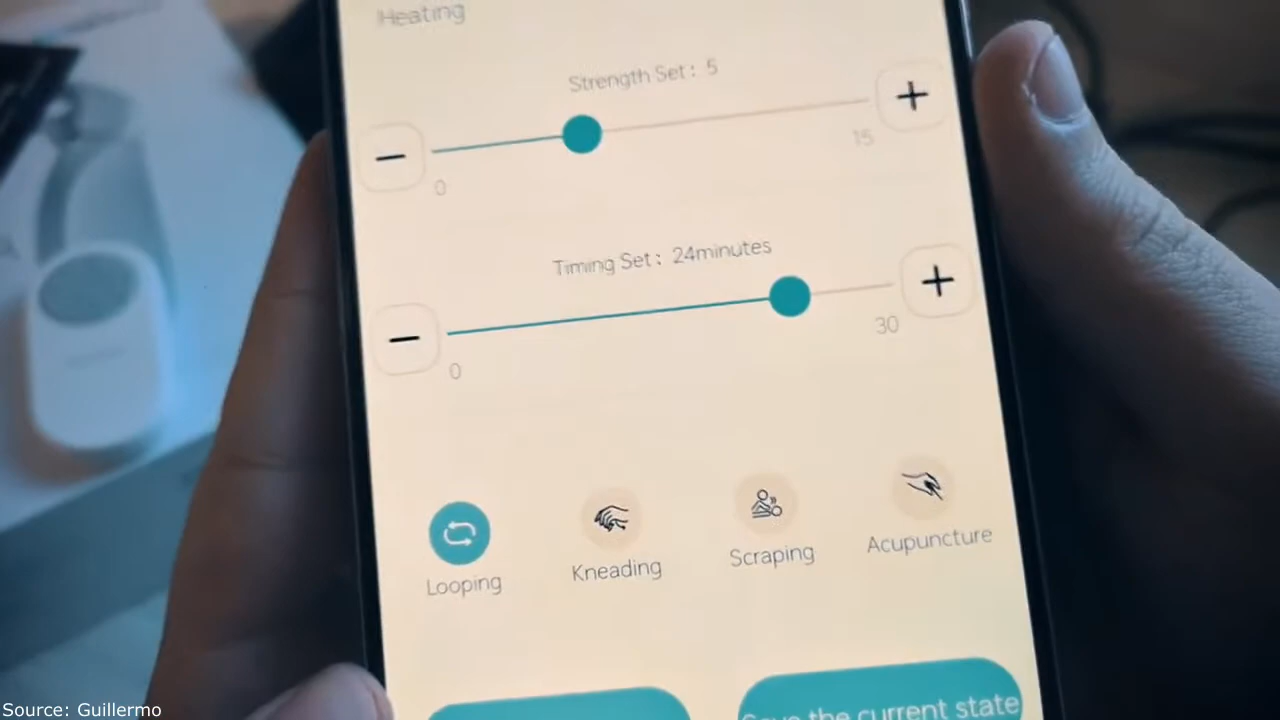 Heating
Strength Set: 5
0
15
Timing Set: 24minutes
0
30
Looping
Kneading
Scraping
Acupuncture
Save the current state
Source: Guillermo